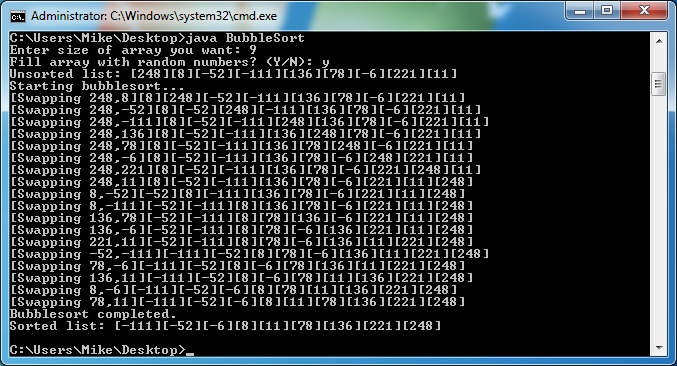 Administrator: C:\Windows\system32\cmd.exe
C:\Users\Mike\Desktop>java BubbleSort
Enter size of array you want: 9
Fill array with random numbers? (Y/N): y
Unsorted list: [248][8][-52][-111][136][78][-6][221][11]
Starting bubblesort...
[Swapping 248,8][8][248][-52][-111][136][78][-6][221][11]
[Swapping 248,-52][8][-52][248][-111][136][78][-6][221][11]
[Swapping 248,-111][8][-52][-111][248][136][78][-6][221][11]
[Swapping 248,136][8][-52][-111][136][248][78][-6][221][11]
[Swapping 248,78][8][-52][-111][136][78][248][-6][221][11]
[Swapping 248,-6][8][-52][-111][136][78][-6][248][221][11]
[Swapping 248,221][8][-52][-111][136][78][-6][221][248][11]
[Swapping 248,11][8][-52][-111][136][78][-6][221][11][248]
[Swapping 8,-52][-52][8][-111][136][78][-6][221][11][248]
[Swapping 8,-111][-52][-111][8][136][78][-6][221][11][248]
[Swapping 136,78][-52][-111][8][78][136][-6][221][11][248]
[Swapping 136,-6][-52][-111][8][78][-6][136][221][11][248]
[Swapping 221,11][-52][-111][8][78][-6][136][11][221][248]
[Swapping -52,-111][-111][-52][8][78][-6][136][11][221][248]
[Swapping 78,-6][-111][-52][8][-6][78][136][11][221][248]
[Swapping 136,11][-111][-52][8][-6][78][11][136][221][248]
[Swapping 8,-6][-111][-52][-6][8][78][11][136][221][248]
[Swapping 78,11][-111][-52][-6][8][11][78][136][221][248]
Bubblesort completed.
Sorted list: [-111][-52][-6][8][11][78][136][221][248]
C:\Users\Mike\Desktop>_